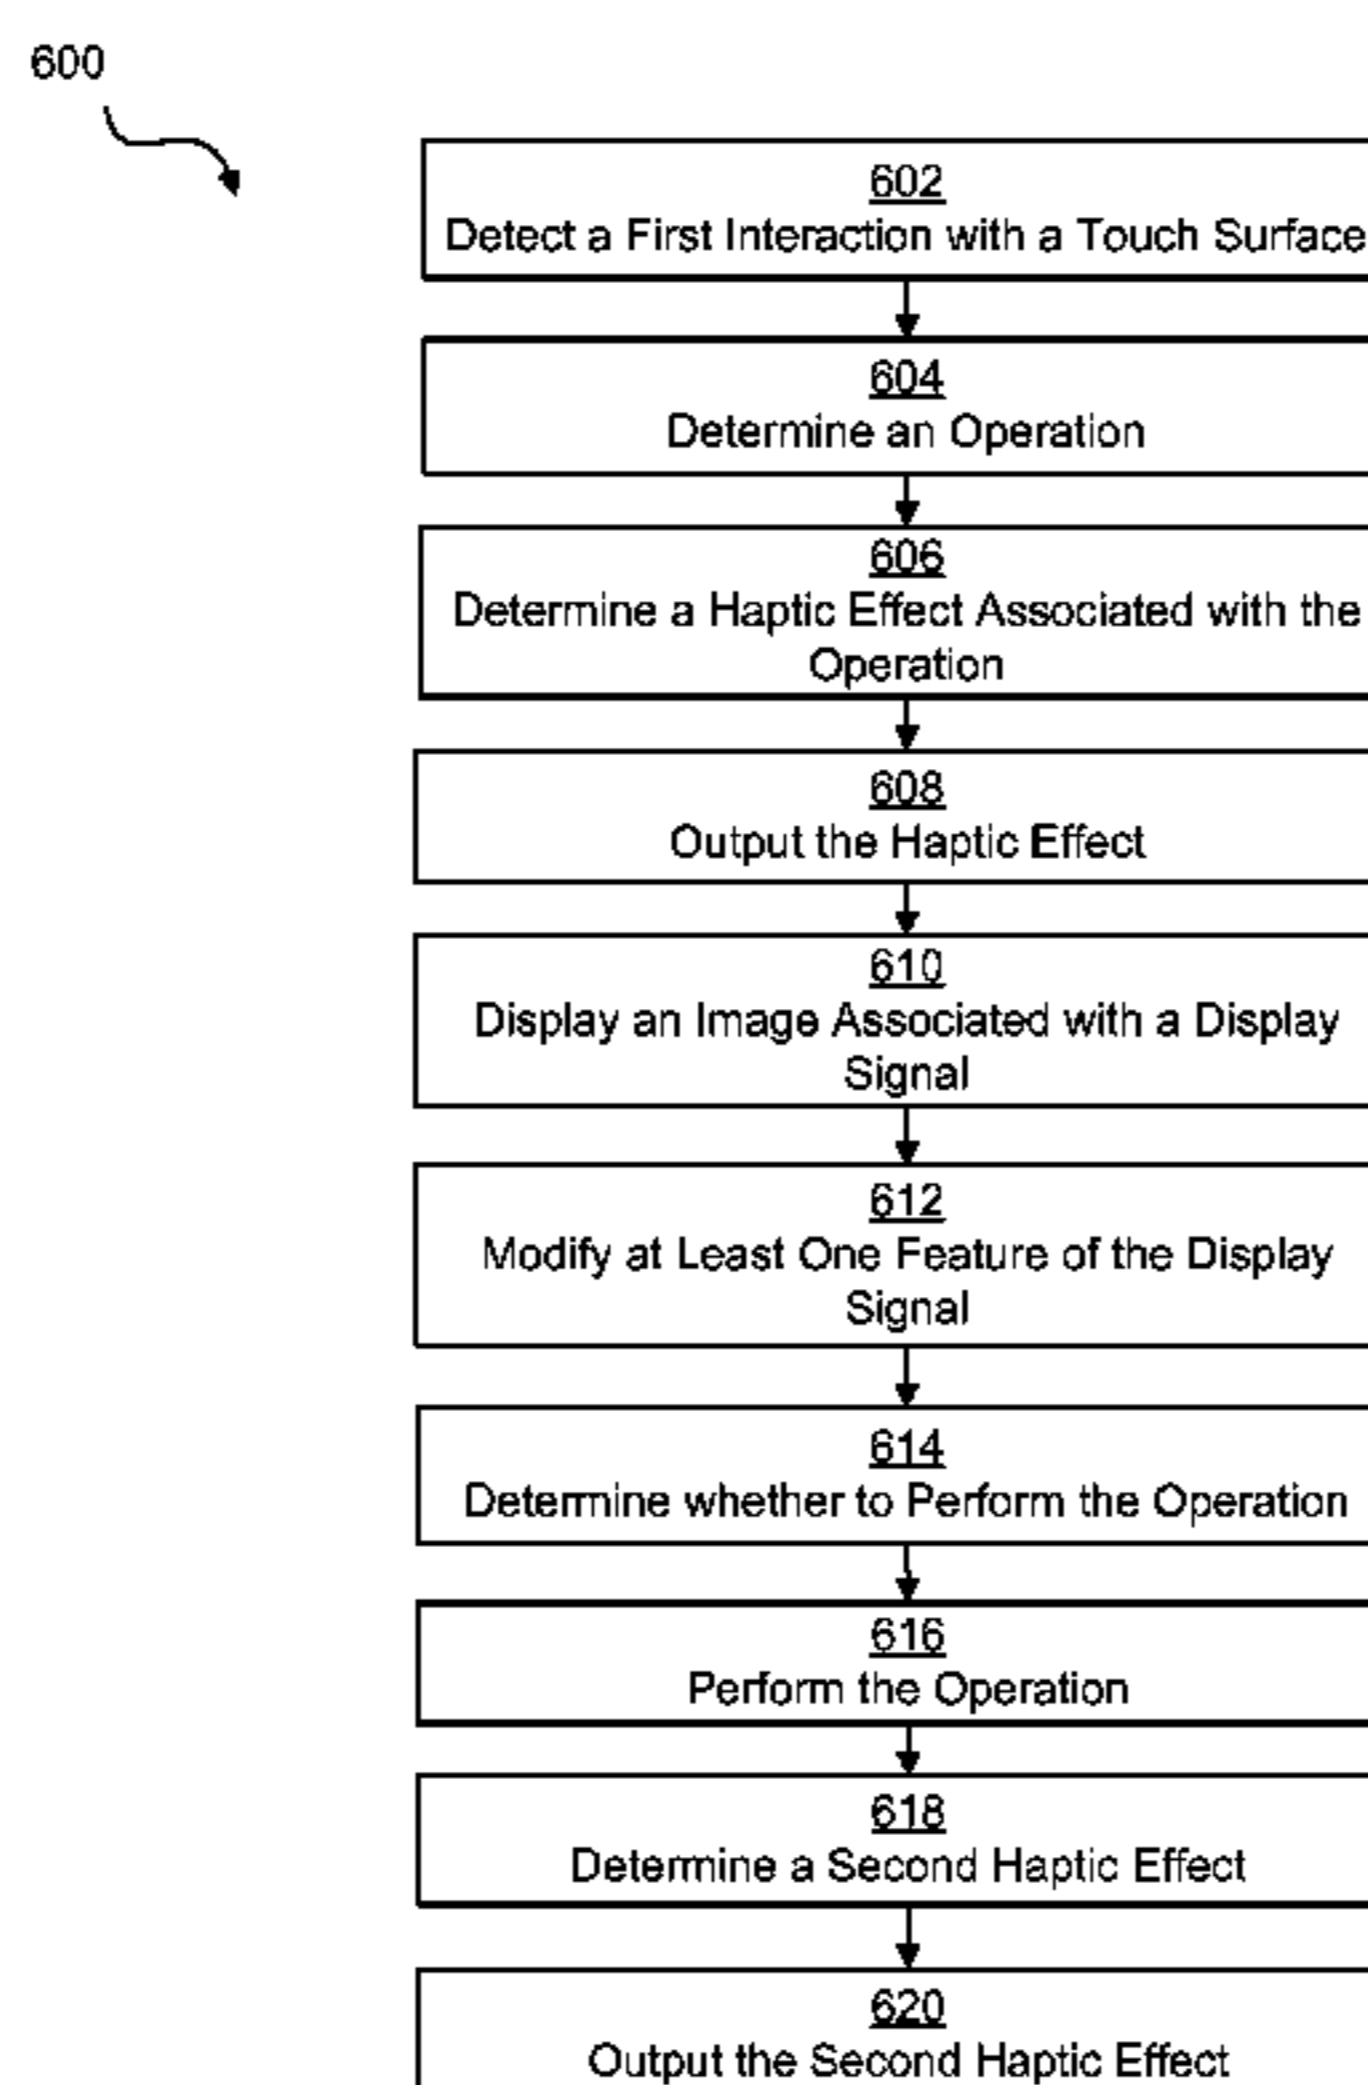 600
602
Detect a First Interaction with a Touch Surface
604
Determine an Operation
606
Determine a Haptic Effect Associated with the
Operation
608
Output the Haptic Effect
610
Display an Image Associated with a Display
Signal
612
Modify at Least One Feature of the Display
Signal
614
Determine whether to Perform the Operation
616
Perform the Operation
618
Determine a Second Haptic Effect
620
Output the Second Haptic Effect